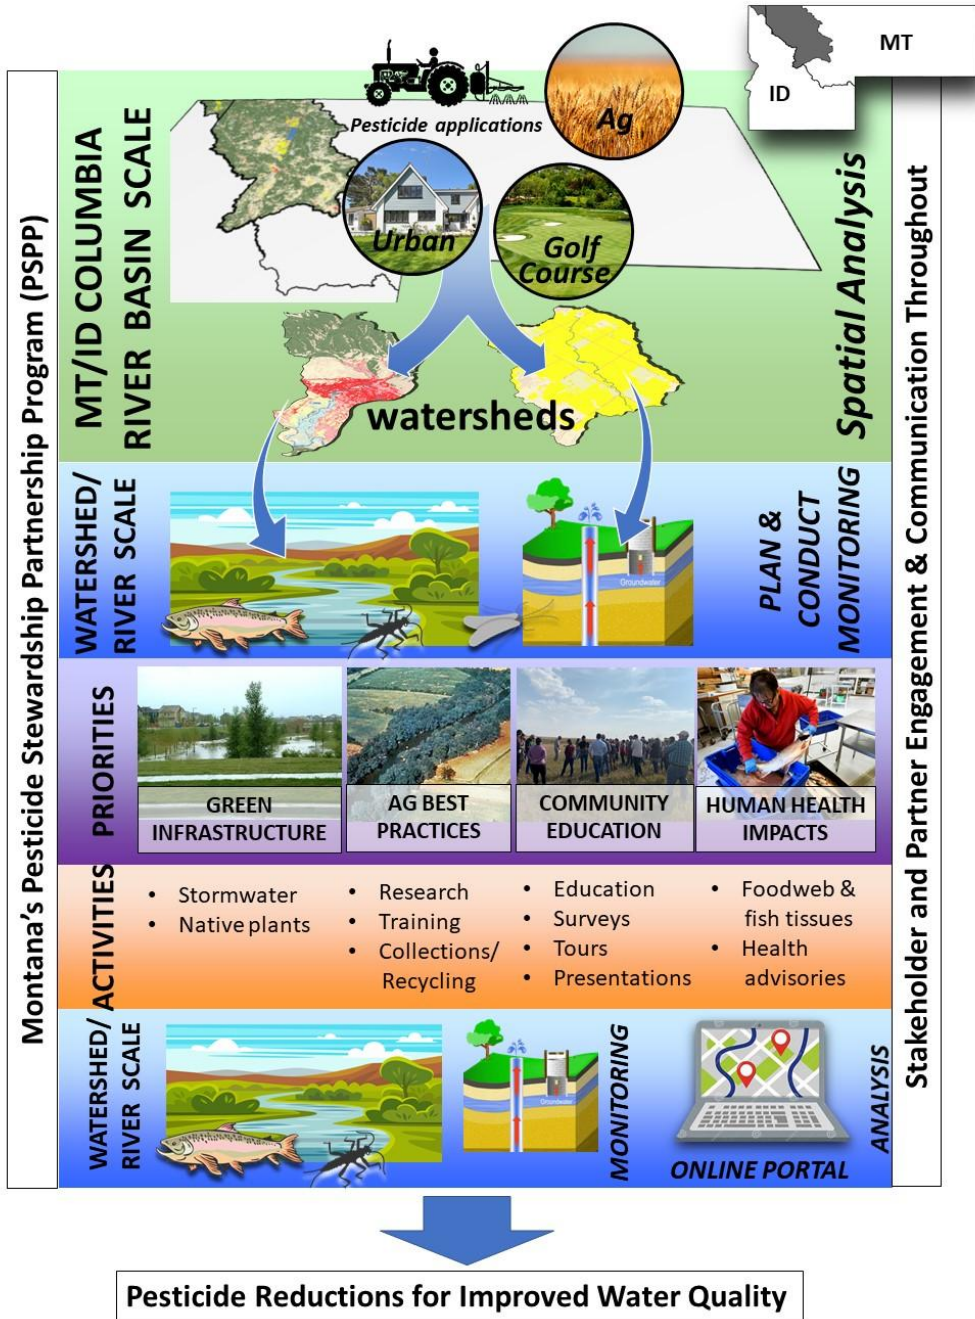 MT
ID
Montana's Pesticide Stewardship Partnership Program (PSPP)
Stakeholder and Partner Engagement & Communication Throughout
MT/ID COLUMBIA
RIVER BASIN SCALE
Pesticide applications
Ag
Urban
Golf
Course
Spatial Analysis
watersheds
WATERSHED/
RIVER SCALE
Groundwater
PLAN &
CONDUCT
MONITORING
PRIORITIES
GREEN
INFRASTRUCTURE
AG BEST
PRACTICES
COMMUNITY
EDUCATION
HUMAN HEALTH
IMPACTS
ACTIVITIES
• Stormwater
• Native plants
• Research
• Training
• Collections/
Recycling
• Education
• Surveys
• Tours
• Presentations
• Foodweb &
fish tissues
• Health
advisories
WATERSHED/
RIVER SCALE
Groundwater
MONITORING
ONLINE PORTAL
ANALYSIS
Pesticide Reductions for Improved Water Quality